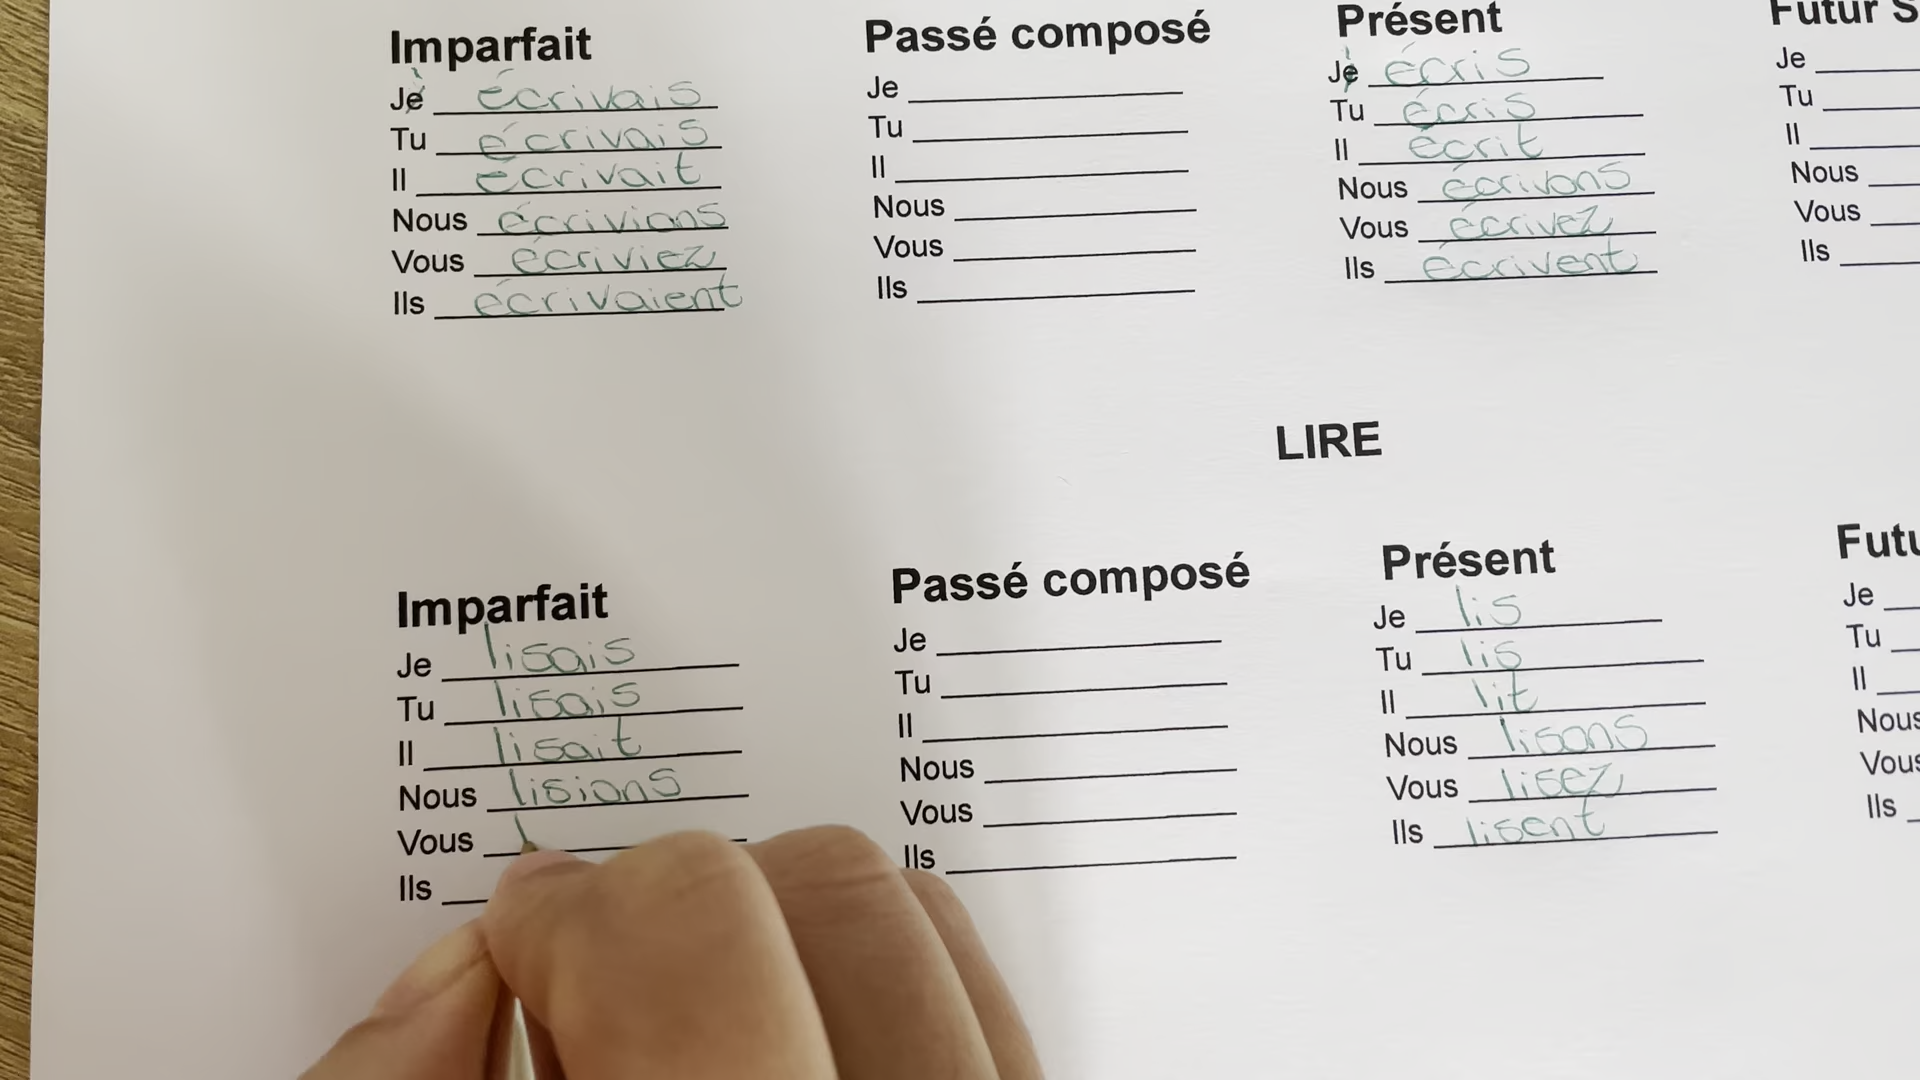 Imparfait
J'e écrivais
Tu écrivais
Il écrivait
Nous écrivions
Vous écriviez
Ils écrivaient
Passé composé
Je
Tu
Il
Nous
Vous
Ils
Présent
J'e écris
Tu écris
Il écrit
Nous écrivons
Vous écrivez
Ils écrivent
Futur S
Je
Tu
Il
Nous
Vous
Ils
LIRE
Imparfait
Je lisais
Tu lisais
Il lisait
Nous lisions
Vous l
Ils
Passé composé
Je
Tu
Il
Nous
Vous
Ils
Présent
Je lis
Tu lis
Il lit
Nous lisons
Vous lisez
Ils lisent
Futu
Je
Tu
Il
Nous
Vous
Ils